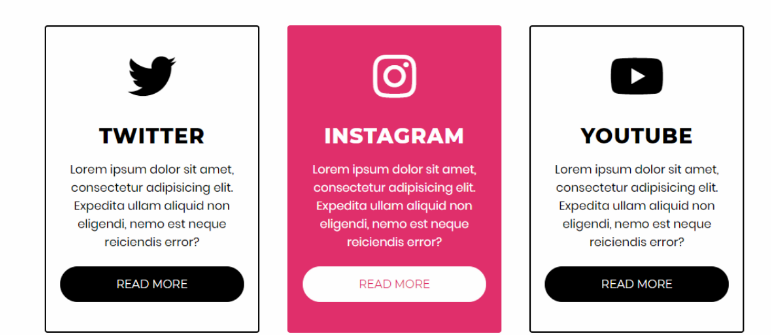 TWITTER
Lorem ipsum dolor sit amet,
consectetur adipisicing elit.
Expedita ullam aliquid non
eligendi, nemo est neque
reiciendis error?
READ MORE
INSTAGRAM
Lorem ipsum dolor sit amet,
consectetur adipisicing elit.
Expedita ullam aliquid non
eligendi, nemo est neque
reiciendis error?
READ MORE
YOUTUBE
Lorem ipsum dolor sit amet,
consectetur adipisicing elit.
Expedita ullam aliquid non
eligendi, nemo est neque
reiciendis error?
READ MORE